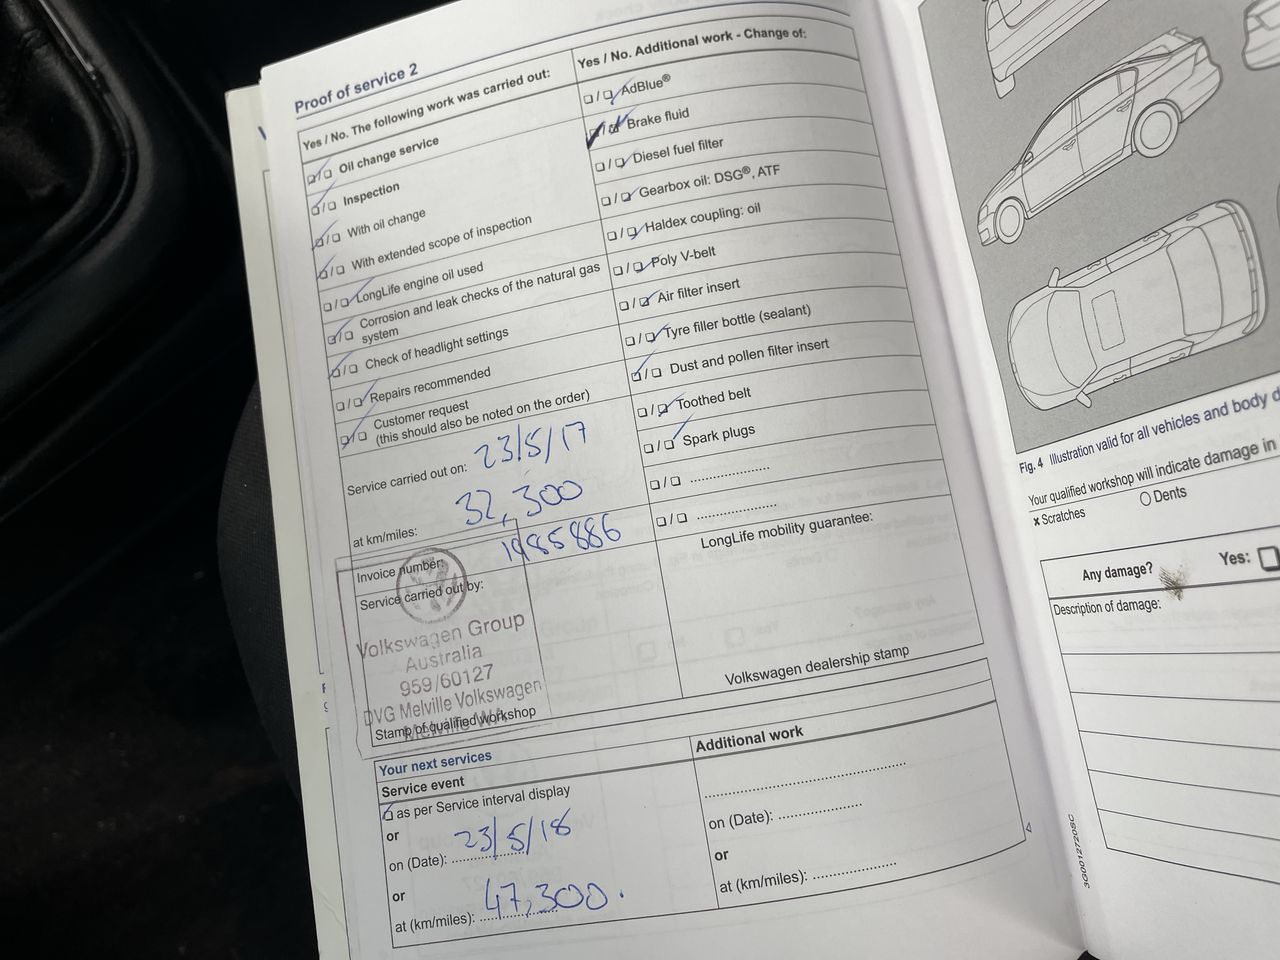 Proof of service 2
Yes / No. The following work was carried out:
Oil change service
Inspection
With oil change
With extended scope of inspection
LongLife engine oil used
Corrosion and leak checks of the natural gas
system
Check of headlight settings
Repairs recommended
Customer request
(this should also be noted on the order)
Service carried out on: 23/5/17
at km/miles: 32,300
Invoice number: 1985886
Service carried out by:
Volkswagen Group
Australia
959/60127
DVG Melville Volkswagen
Melville WA
Stamp of qualified workshop
Yes / No. Additional work - Change of:
AdBlue®
Brake fluid
Diesel fuel filter
Gearbox oil: DSG®, ATF
Haldex coupling: oil
Poly V-belt
Air filter insert
Tyre filler bottle (sealant)
Dust and pollen filter insert
Toothed belt
Spark plugs
LongLife mobility guarantee:
Volkswagen dealership stamp
Your next services
Service event
as per Service interval display
or
on (Date): 23/5/18
or
at (km/miles): 47,300.
Additional work
on (Date):
or
at (km/miles):
Fig. 4 Illustration valid for all vehicles and body
Your qualified workshop will indicate damage in
x Scratches
Dents
Any damage?
Yes:
Description of damage:
3G0012720SC